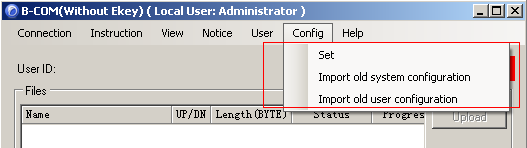 B-COM(Without Ekey) ( Local User: Administrator )
Connection Instruction View Notice User Config Help
Set
User ID:
Import old system configuration
Files
Import old user configuration
Name UP/DN Length(BYTE) Status Progres Upload